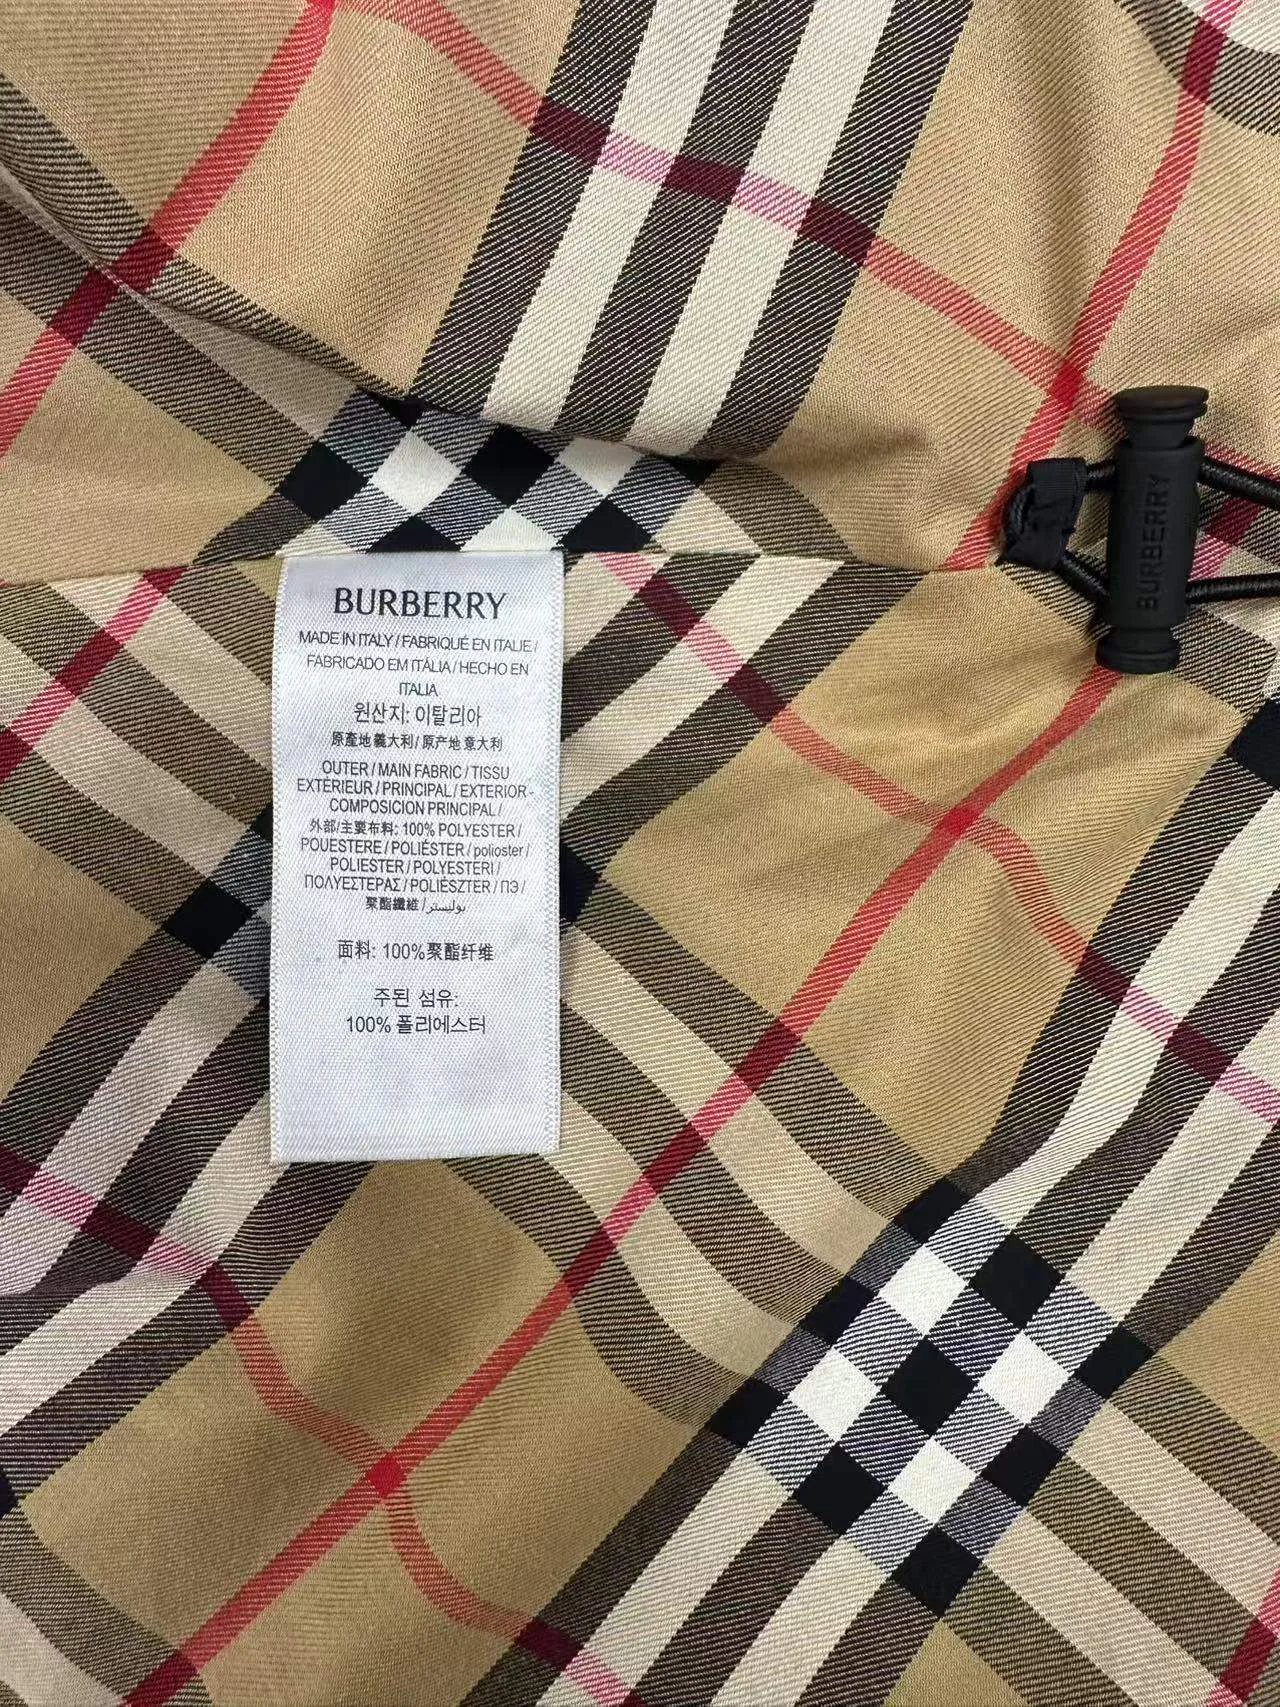 BURBERRY
MADE IN ITALY / FABRIQUÉ EN ITALIE /
FABRICADO EM ITÁLIA / HECHO EN
ITALIA
원산지: 이탈리아
原產地 義大利 / 原产地 意大利
OUTER / MAIN FABRIC / TISSU
EXTÉRIEUR / PRINCIPAL / EXTERIOR-
COMPOSICION PRINCIPAL /
外部/主要布料: 100% POLYESTER /
POUESTERE / POLIÉSTER / polioster /
POLIESTER / POLYESTERI /
ΠΟΛΥΕΣΤΕΡΑΣ / POLIÈSZTER / ПЭ /
聚酯纖維 / بوليستر
面料: 100%聚酯纤维
주된 섬유:
100% 폴리에스터
BURBERRY